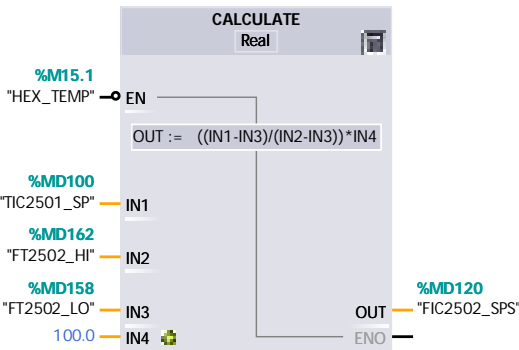 CALCULATE
Real
%M15.1
"HEX_TEMP" EN
OUT := ((IN1-IN3)/(IN2-IN3))*IN4
%MD100
"TIC2501_SP" IN1
%MD162
"FT2502_HI" IN2
%MD158 %MD120
"FT2502_LO" IN3 OUT "FIC2502_SPS"
100.0 IN4 ENO